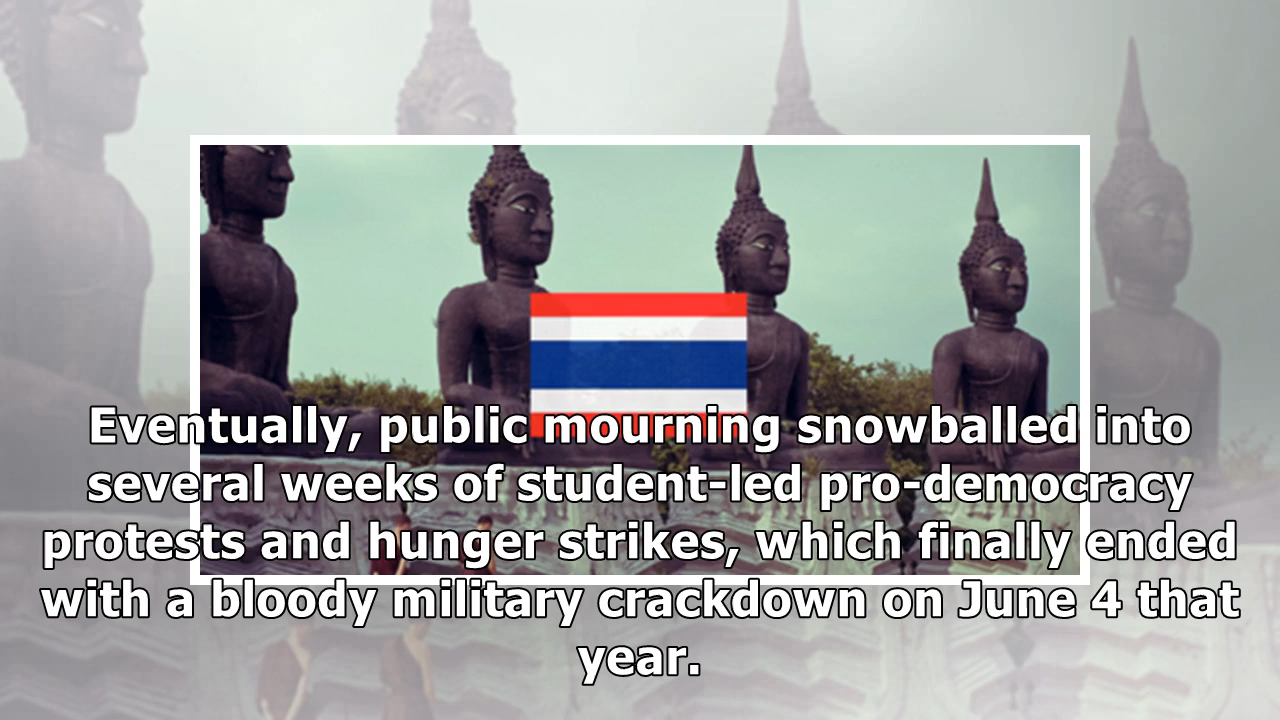 Eventually, public mourning snowballed into
several weeks of student-led pro-democracy
protests and hunger strikes, which finally ended
with a bloody military crackdown on June 4 that
year.